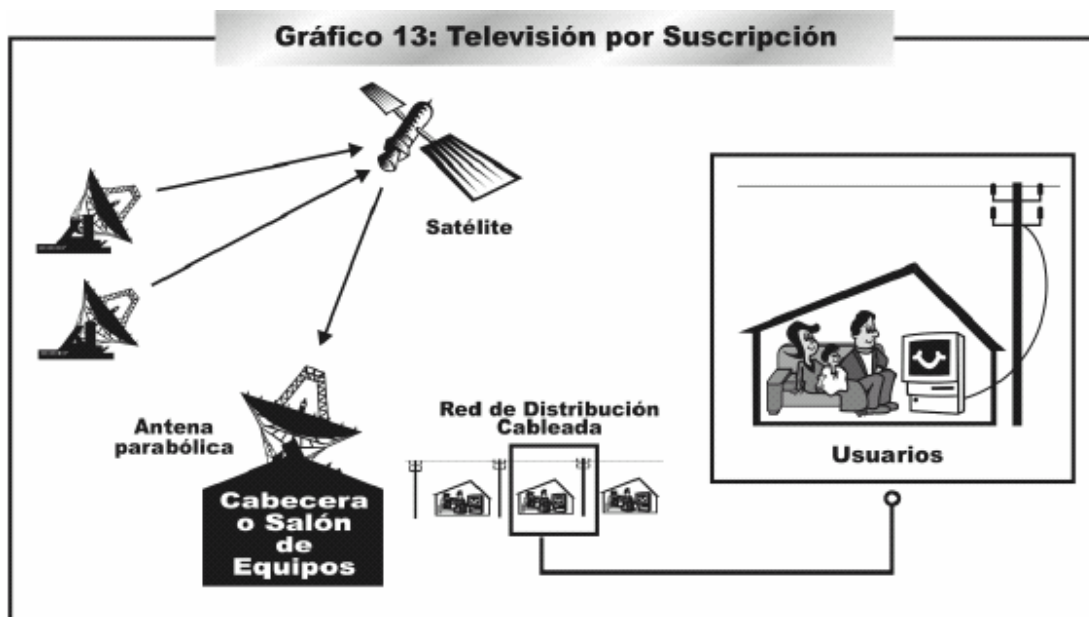 Gráfico 13: Televisión por Suscripción
Satélite
Antena
parabólica
Cabecera
o Salón
de
Equipos
Red de Distribución
Cableada
Usuarios